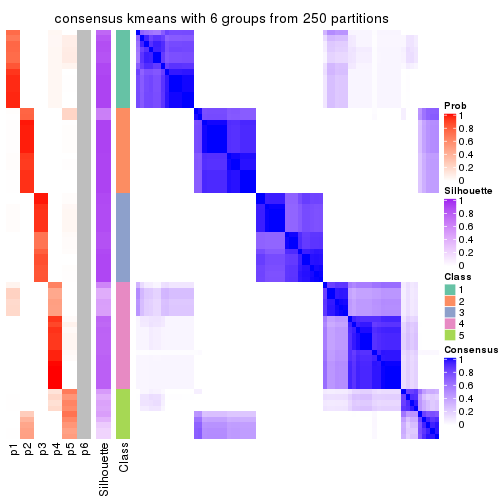 consensus kmeans with 6 groups from 250 partitions
Prob
1
0.8
0.6
0.4
0.2
0
Silhouette
1
0.8
0.6
0.4
0.2
0
Class
1
2
3
4
5
Consensus
1
0.8
0.6
0.4
0.2
0
p1
p2
p3
p4
p5
p6
Silhouette
Class